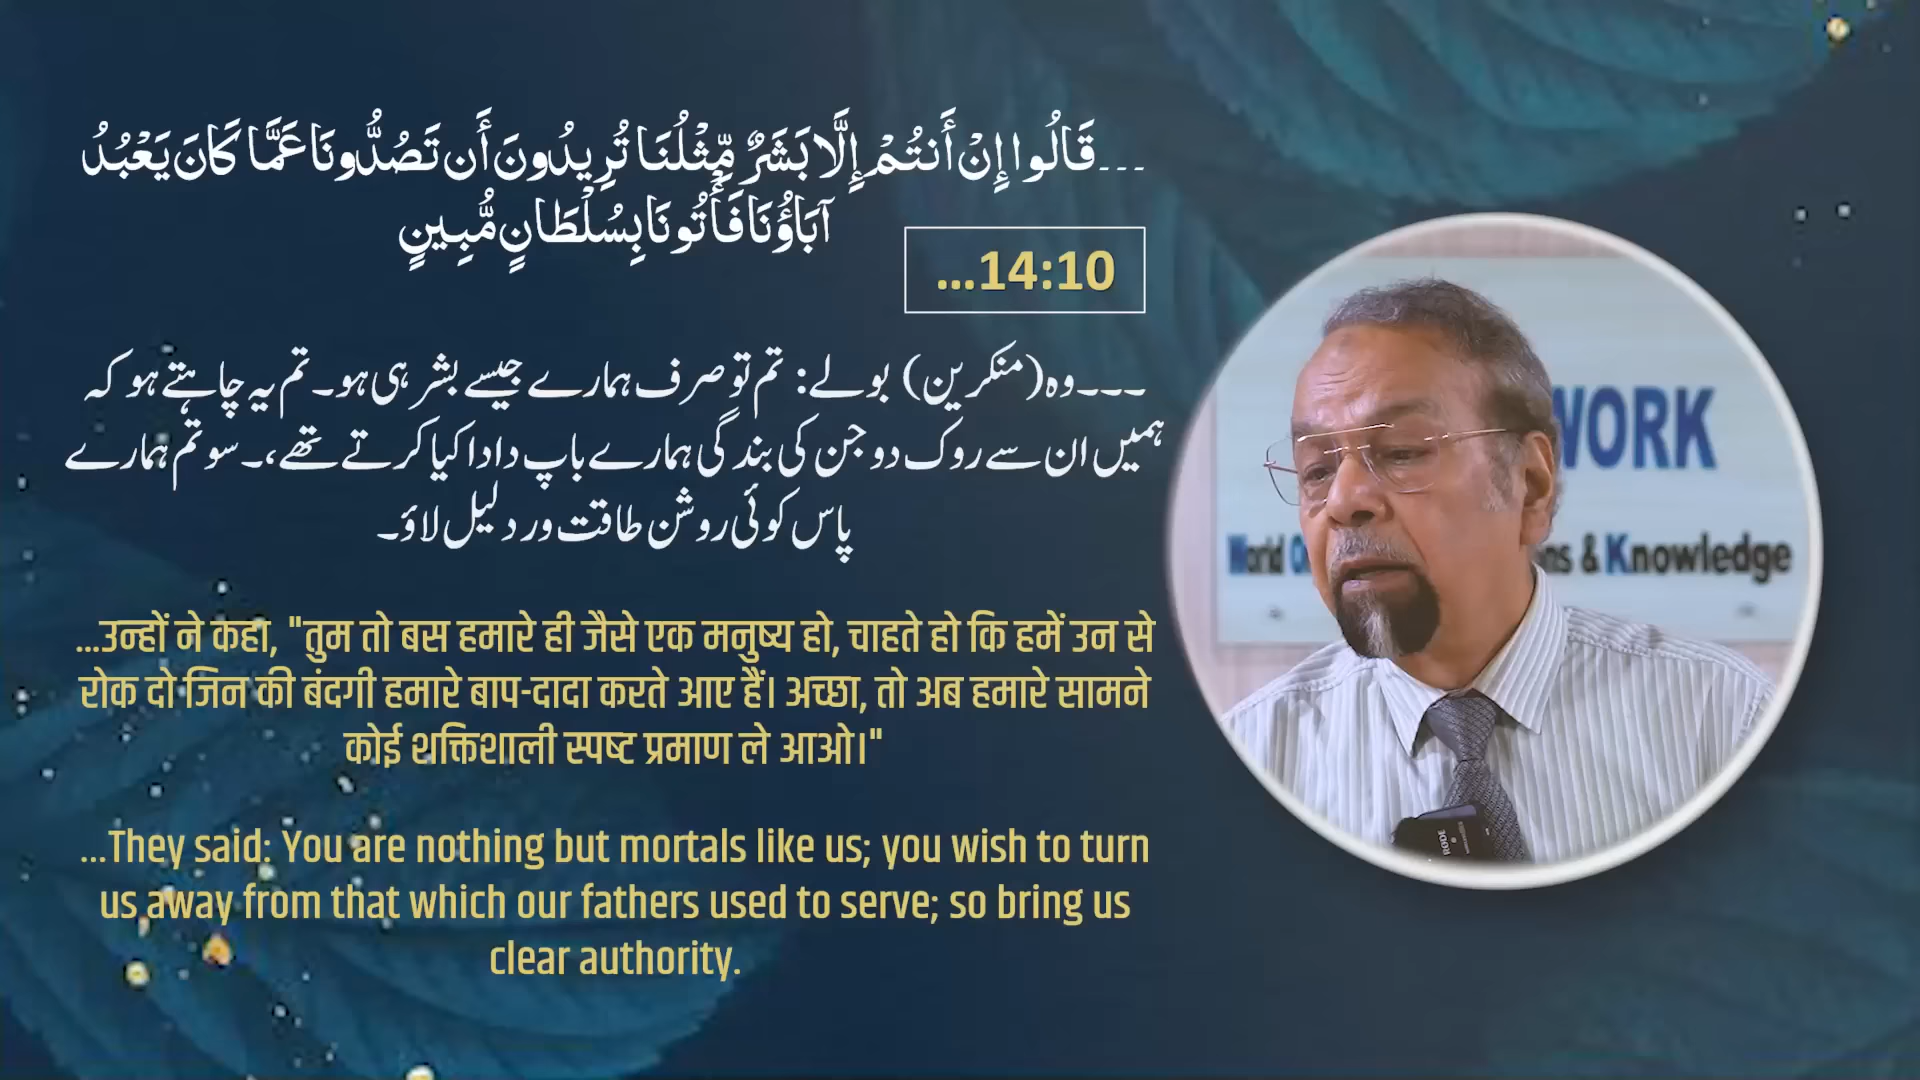 ...قَالُوا إِنْ أَنتُمْ إِلَّا بَشَرٌ مِّثْلُنَا تُرِيدُونَ أَن تَصُدُّونَا عَمَّا كَانَ يَعْبُدُ
آبَاؤُنَا فَأْتُونَا بِسُلْطَانٍ مُّبِينٍ
...14:10
۔۔۔وہ(منکرین) بولے: تم تو صرف ہمارے جیسے بشر ہی ہو۔ تم یہ چاہتے ہو کہ
ہمیں ان سے روک دو جن کی بندگی ہمارے باپ دادا کیا کرتے تھے،۔ سو تم ہمارے
پاس کوئی روشن طاقت ور دلیل لاؤ۔
...उन्होंने कहा, "तुम तो बस हमारे ही जैसे एक मनुष्य हो, चाहते हो कि हमें उन से
रोक दो जिन की बंदगी हमारे बाप-दादा करते आए हैं। अच्छा, तो अब हमारे सामने
कोई शक्तिशाली स्पष्ट प्रमाण ले आओ।"
...They said: You are nothing but mortals like us; you wish to turn
us away from that which our fathers used to serve; so bring us
clear authority.
WORK
World O ns & Knowledge
RODE